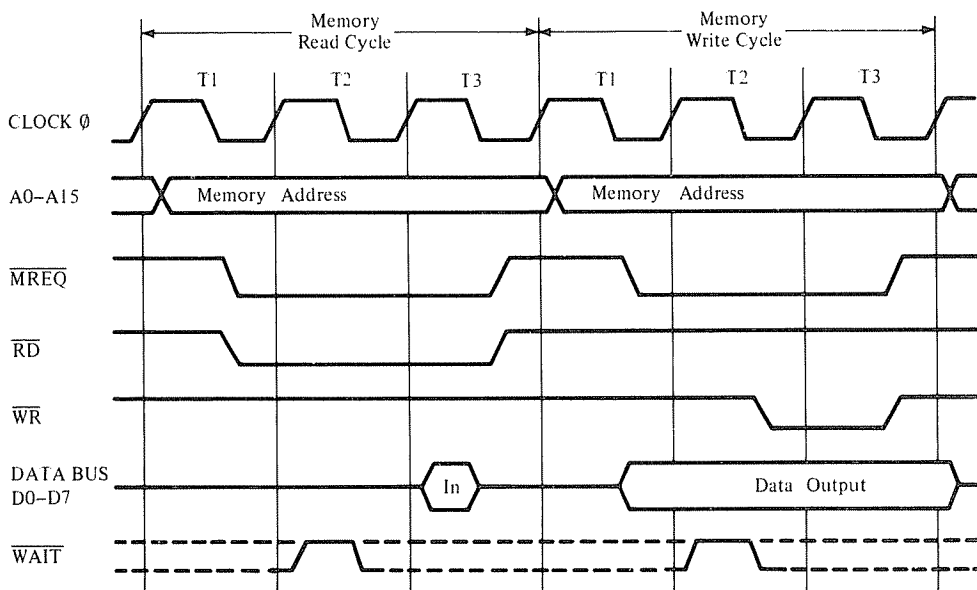 Memory
Read Cycle
Memory
Write Cycle
T1 T2 T3 T1 T2 T3
CLOCK Ø
A0–A15 Memory Address Memory Address
MREQ
RD
WR
DATA BUS
D0–D7
In Data Output
WAIT